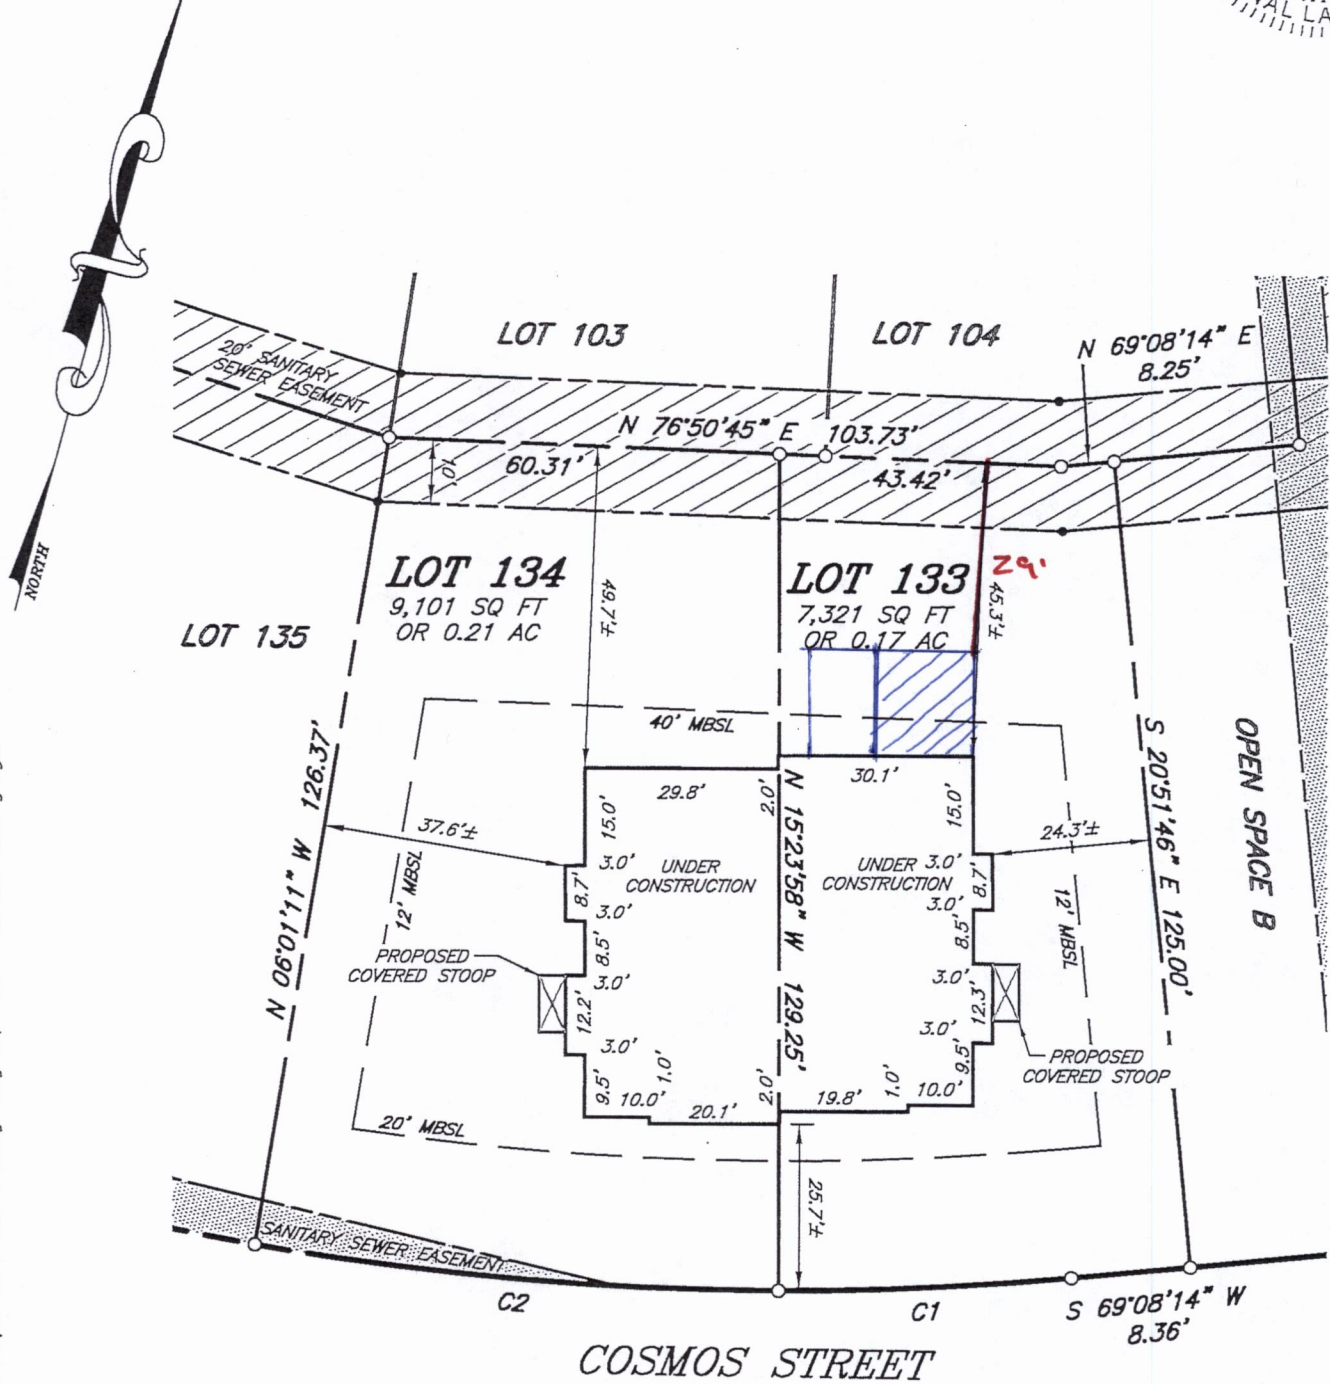 VAL LA
NORTH
LOT 103
LOT 104
N 69°08'14" E
8.25'
20' SANITARY
SEWER EASEMENT
N 76°50'45" E 103.73'
10'
60.31'
43.42'
LOT 134
9,101 SQ FT
OR 0.21 AC
49.7'±
LOT 133
7,321 SQ FT
OR 0.17 AC
29'
45.3'±
LOT 135
40' MBSL
N 06°01'11" W 126.37'
S 20°51'46" E 125.00'
OPEN SPACE B
29.8'
2.0'
30.1'
N 15°23'58" W 129.25'
15.0'
15.0'
37.6'±
24.3'±
12' MBSL
12' MBSL
3.0'
UNDER
CONSTRUCTION
UNDER
CONSTRUCTION
3.0'
8.7'
8.7'
3.0'
3.0'
8.5'
8.5'
PROPOSED
COVERED STOOP
3.0'
3.0'
12.2'
12.3'
3.0'
3.0'
PROPOSED
COVERED STOOP
9.5'
9.5'
10.0'
1.0'
20.1'
2.0'
19.8'
1.0'
10.0'
20' MBSL
25.7'±
SANITARY SEWER EASEMENT
C2
C1
S 69°08'14" W
8.36'
COSMOS STREET